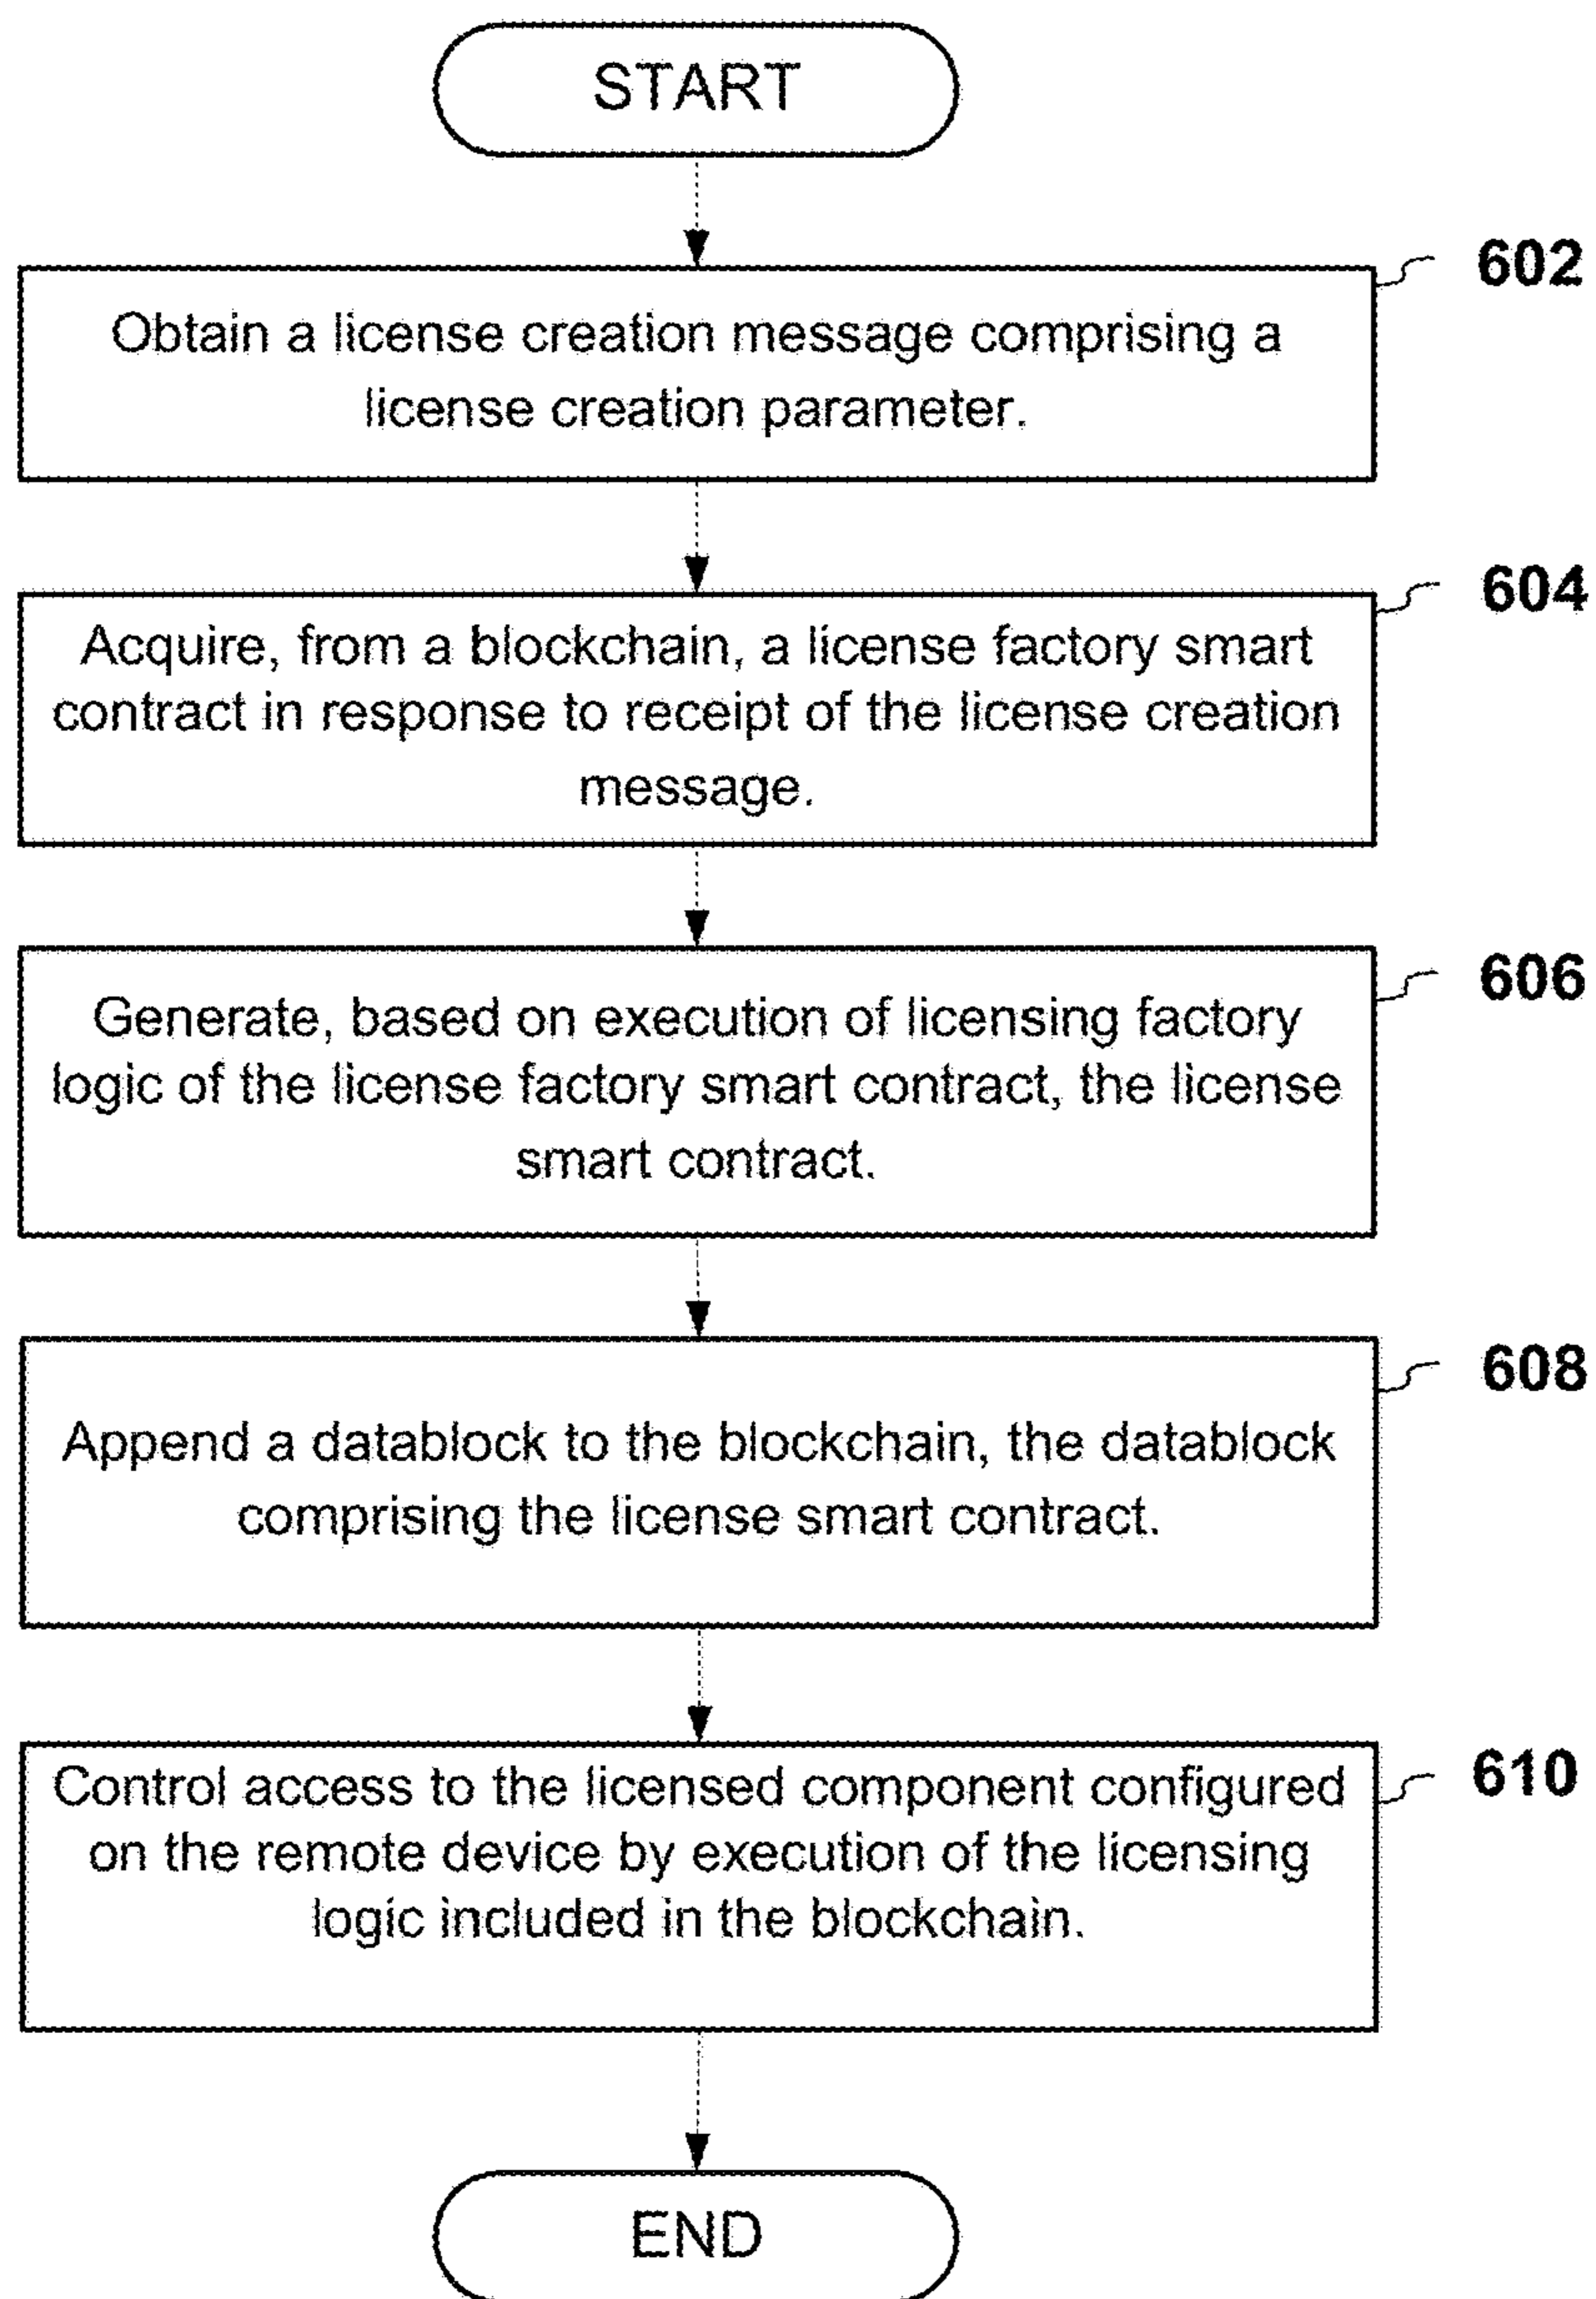 START
602
Obtain a license creation message comprising a
license creation parameter.
604
Acquire, from a blockchain, a license factory smart
contract in response to receipt of the license creation
message.
606
Generate, based on execution of licensing factory
logic of the license factory smart contract, the license
smart contract.
608
Append a datablock to the blockchain, the datablock
comprising the license smart contract.
610
Control access to the licensed component configured
on the remote device by execution of the licensing
logic included in the blockchain.
END